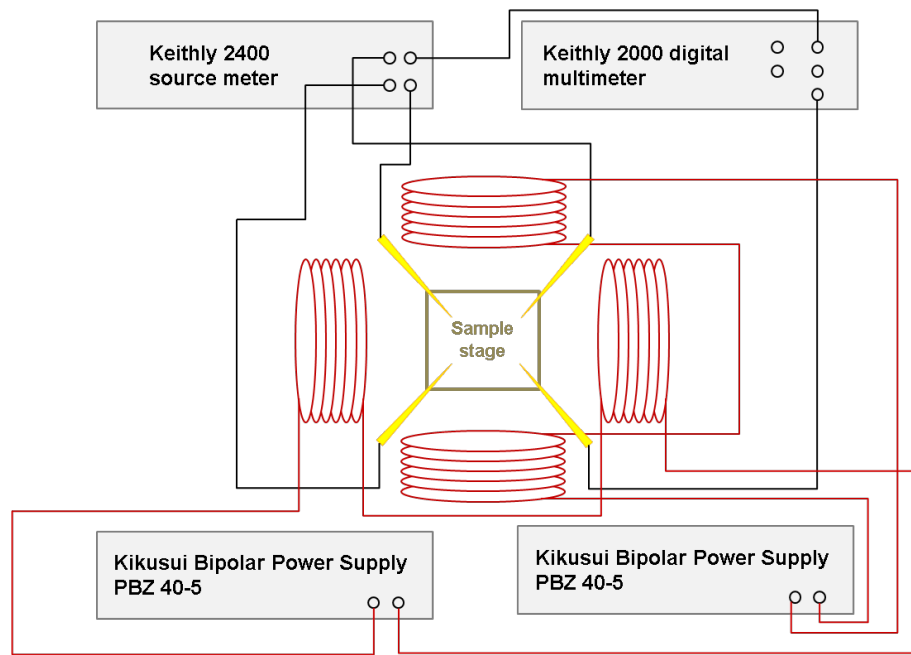 Keithly 2400
source meter
Keithly 2000 digital
multimeter
Sample
stage
Kikusui Bipolar Power Supply
PBZ 40-5
Kikusui Bipolar Power Supply
PBZ 40-5